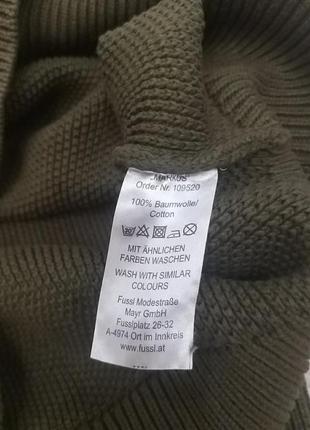 „MARKUS"
Order Nr. 109520
100% Baumwolle/
Cotton
MIT ÄHNLICHEN
FARBEN WASCHEN
WASH WITH SIMILAR
COLOURS
Fussl Modestraße
Mayr GmbH
Fusslplatz 26-32
A-4974 Ort im Innkreis
www.fussl.at